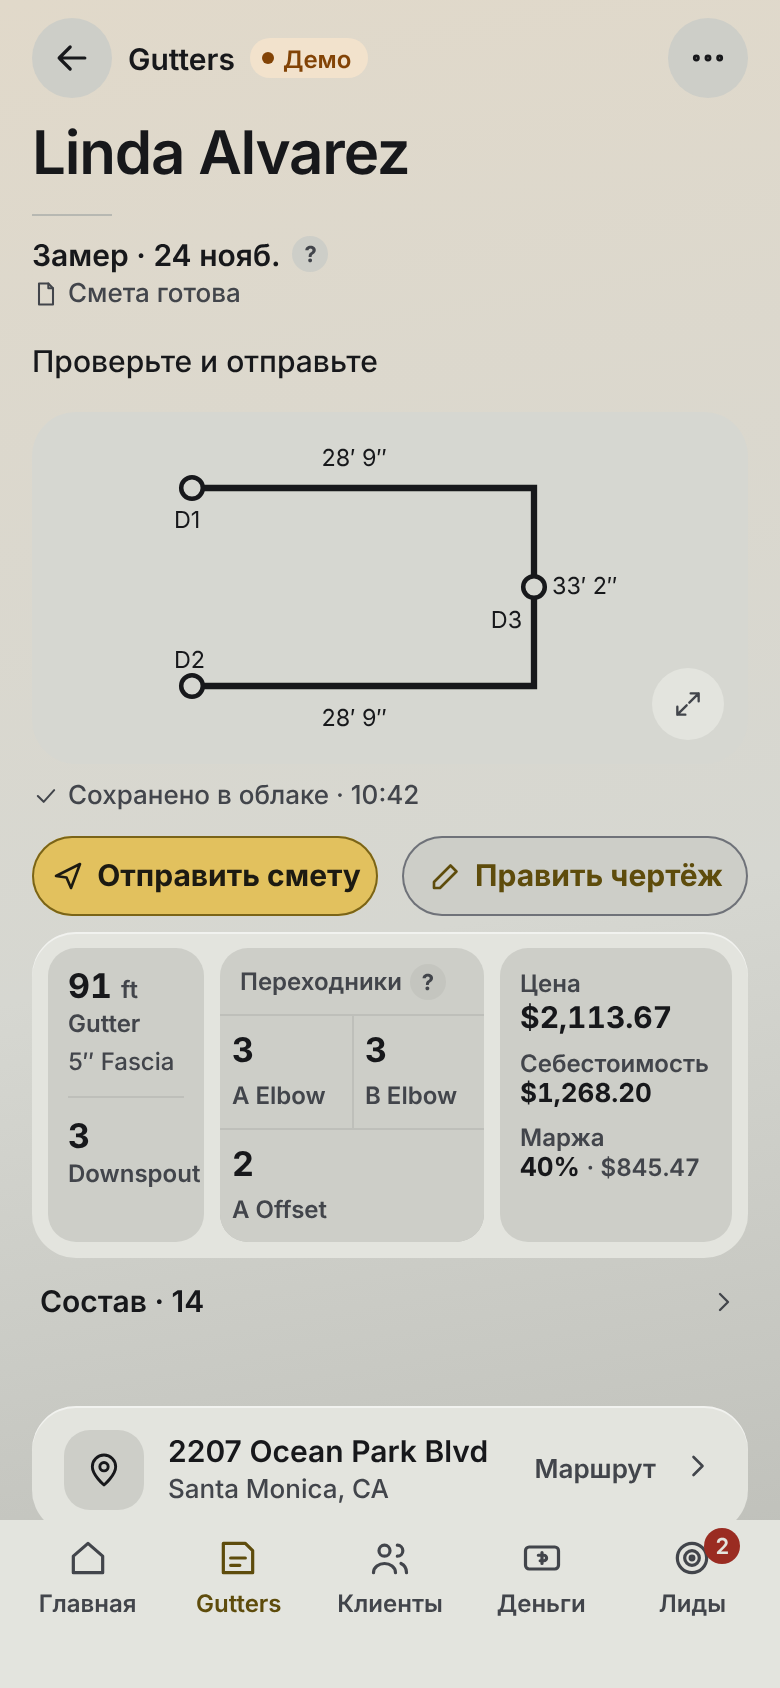 Gutters
Демо
Linda Alvarez
Замер · 24 нояб. ?
Смета готова
Проверьте и отправьте
28′ 9″
D1
33′ 2″
D3
D2
28′ 9″
Сохранено в облаке · 10:42
Отправить смету
Править чертёж
91 ft
Gutter
5″ Fascia
3
Downspout
Переходники ?
3
A Elbow
3
B Elbow
2
A Offset
Цена
$2,113.67
Себестоимость
$1,268.20
Маржа
40% · $845.47
Состав · 14
2207 Ocean Park Blvd
Santa Monica, CA
Маршрут
Главная
Gutters
Клиенты
Деньги
2
Лиды